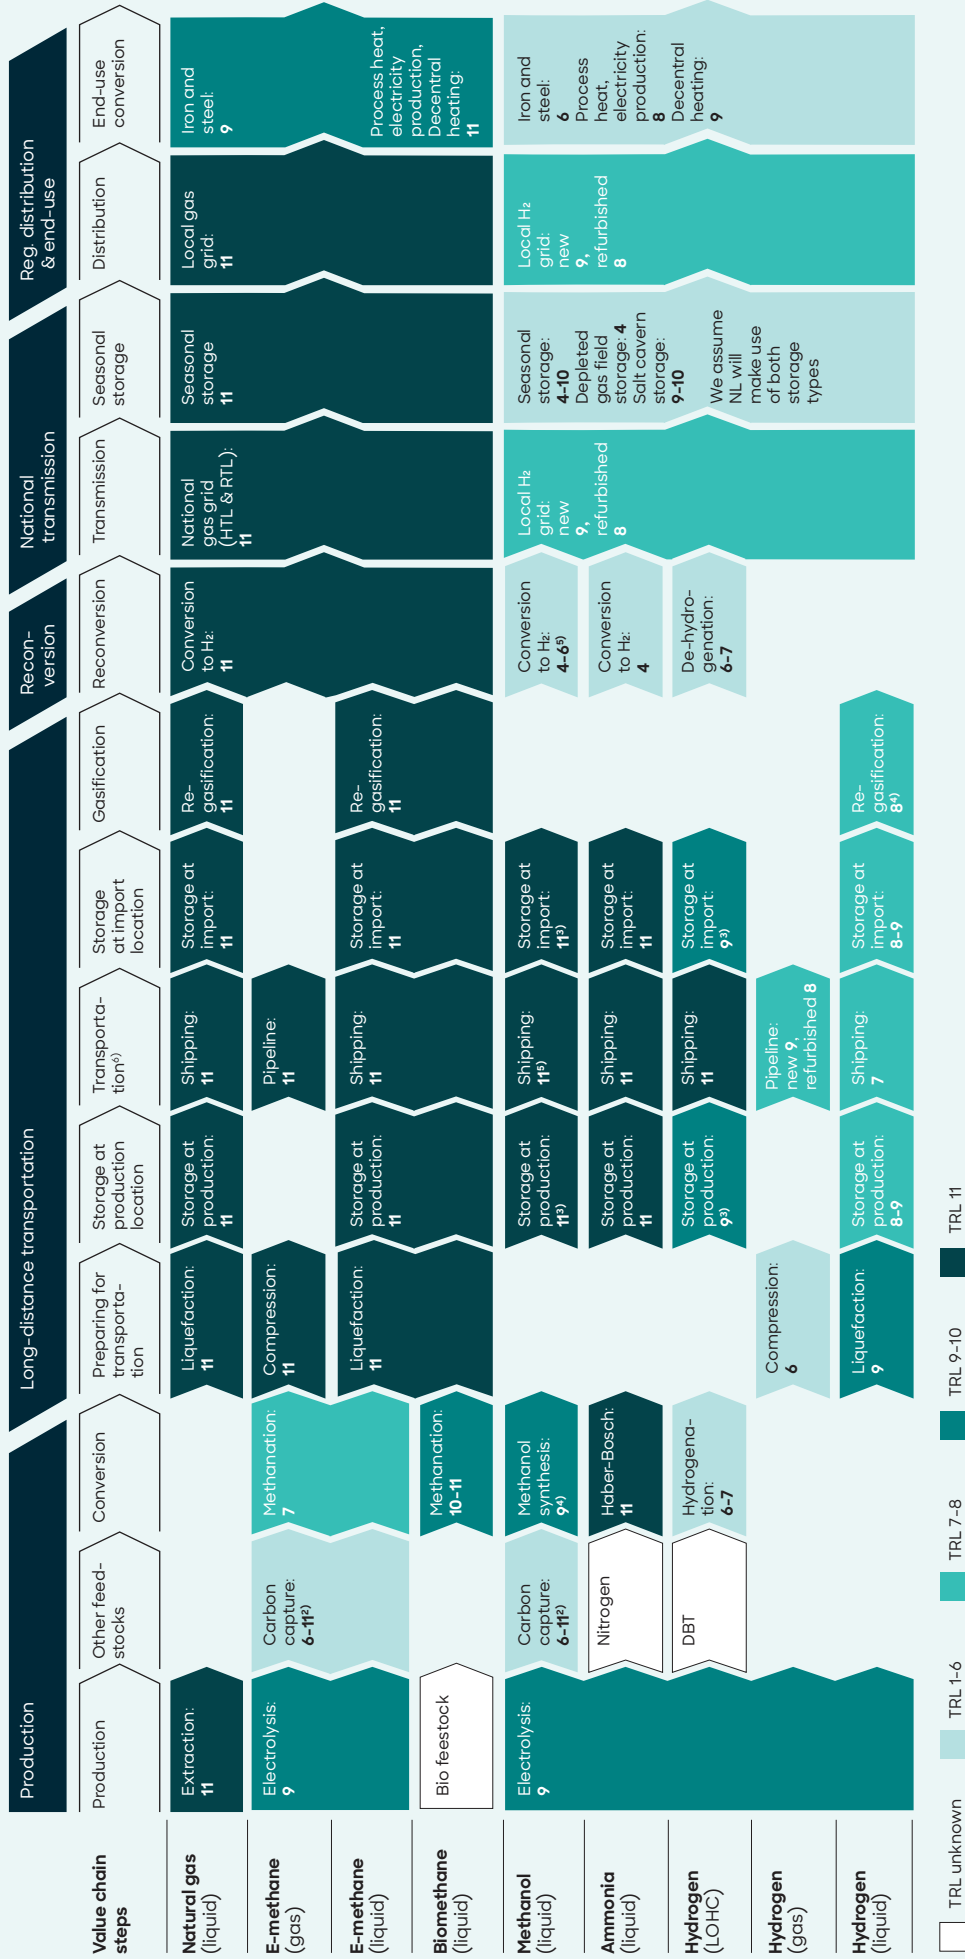 Production
Long-distance transportation
Recon-
version
National
transmission
Reg. distribution
& end-use
Value chain
steps
Production
Other feed-
stocks
Conversion
Preparing for
transporta-
tion
Storage at
production
location
Transporta-
tion⁶⁾
Storage
at import
location
Gasification
Reconversion
Transmission
Seasonal
storage
Distribution
End-use
conversion
Natural gas
(liquid)
Extraction:
11
Liquefaction:
11
Storage at
production:
11
Shipping:
11
Storage at
import:
11
Re-
gasification:
11
Conversion
to H₂:
11
National
gas grid
(HTL & RTL):
11
Seasonal
storage
11
Local gas
grid:
11
Iron and
steel:
9
Process heat,
electricity
production,
Decentral
heating:
11
E-methane
(gas)
Electrolysis:
9
Carbon
capture:
6-11²⁾
Methanation:
7
Compression:
11
Pipeline:
11
E-methane
(liquid)
Liquefaction:
11
Storage at
production:
11
Shipping:
11
Storage at
import:
11
Re-
gasification:
11
Biomethane
(liquid)
Bio feestock
Methanation:
10-11
Methanol
(liquid)
Electrolysis:
9
Carbon
capture:
6-11²⁾
Methanol
synthesis:
9⁴⁾
Storage at
production:
11³⁾
Shipping:
11⁵⁾
Storage at
import:
11³⁾
Conversion
to H₂:
4-6⁵⁾
Local H₂
grid:
new
9,
refurbished
8
Seasonal
storage:
4-10
Depleted
gas field
storage: 4
Salt cavern
storage:
9-10
We assume
NL will
make use
of both
storage
types
Local H₂
grid:
new
9,
refurbished
8
Iron and
steel:
6
Process
heat,
electricity
production:
8
Decentral
heating:
9
Ammonia
(liquid)
Nitrogen
Haber-Bosch:
11
Storage at
production:
11
Shipping:
11
Storage at
import:
11
Conversion
to H₂:
4
Hydrogen
(LOHC)
DBT
Hydrogena-
tion:
6-7
Storage at
production:
9³⁾
Shipping:
11
Storage at
import:
9³⁾
De-hydro-
genation:
6-7
Hydrogen
(gas)
Compression:
6
Pipeline:
new 9,
refurbished 8
Hydrogen
(liquid)
Liquefaction:
9
Storage at
production:
8-9
Shipping:
7
Storage at
import:
8-9
Re-
gasification:
8⁴⁾
TRL unknown
TRL 1-6
TRL 7-8
TRL 9-10
TRL 11